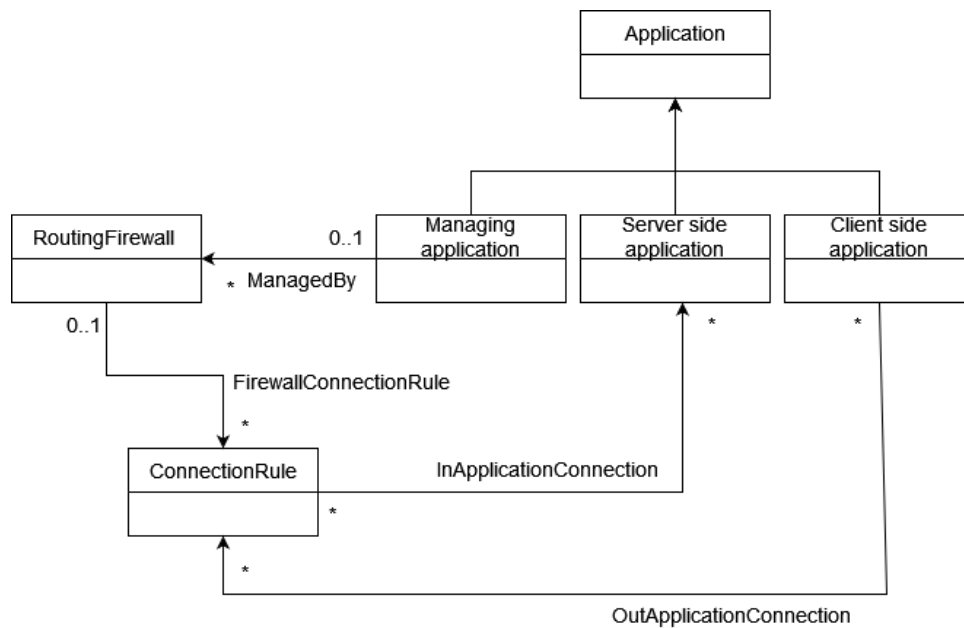 Application
RoutingFirewall
Managing
application
Server side
application
Client side
application
0..1
* ManagedBy
* *
0..1
FirewallConnectionRule
*
ConnectionRule
InApplicationConnection
*
*
OutApplicationConnection